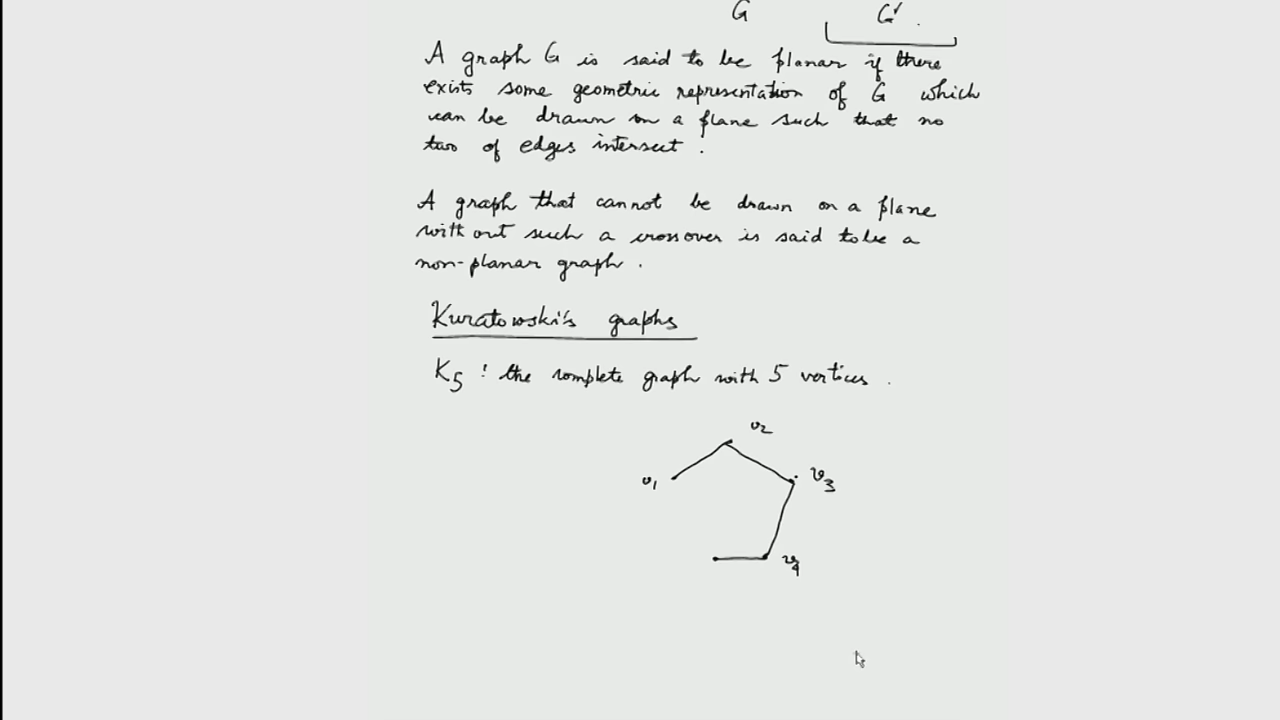 G G'.
A graph G is said to be planar if there
exists some geometric representation of G which
can be drawn on a plane such that no
two of edges intersect.
A graph that cannot be drawn on a plane
without such a crossover is said to be a
non-planar graph.
Kuratowski's graphs
K5 : the complete graph with 5 vertices.
v2
v1 v3
v4